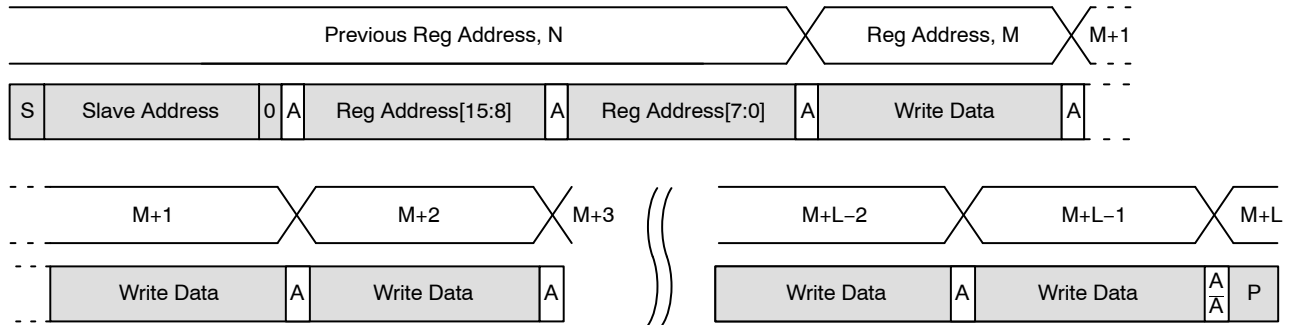 Previous Reg Address, N Reg Address, M M+1
S Slave Address 0 A Reg Address[15:8] A Reg Address[7:0] A Write Data A
M+1 M+2 M+3 M+L−2 M+L−1 M+L
Write Data A Write Data A Write Data A Write Data A P
A̅